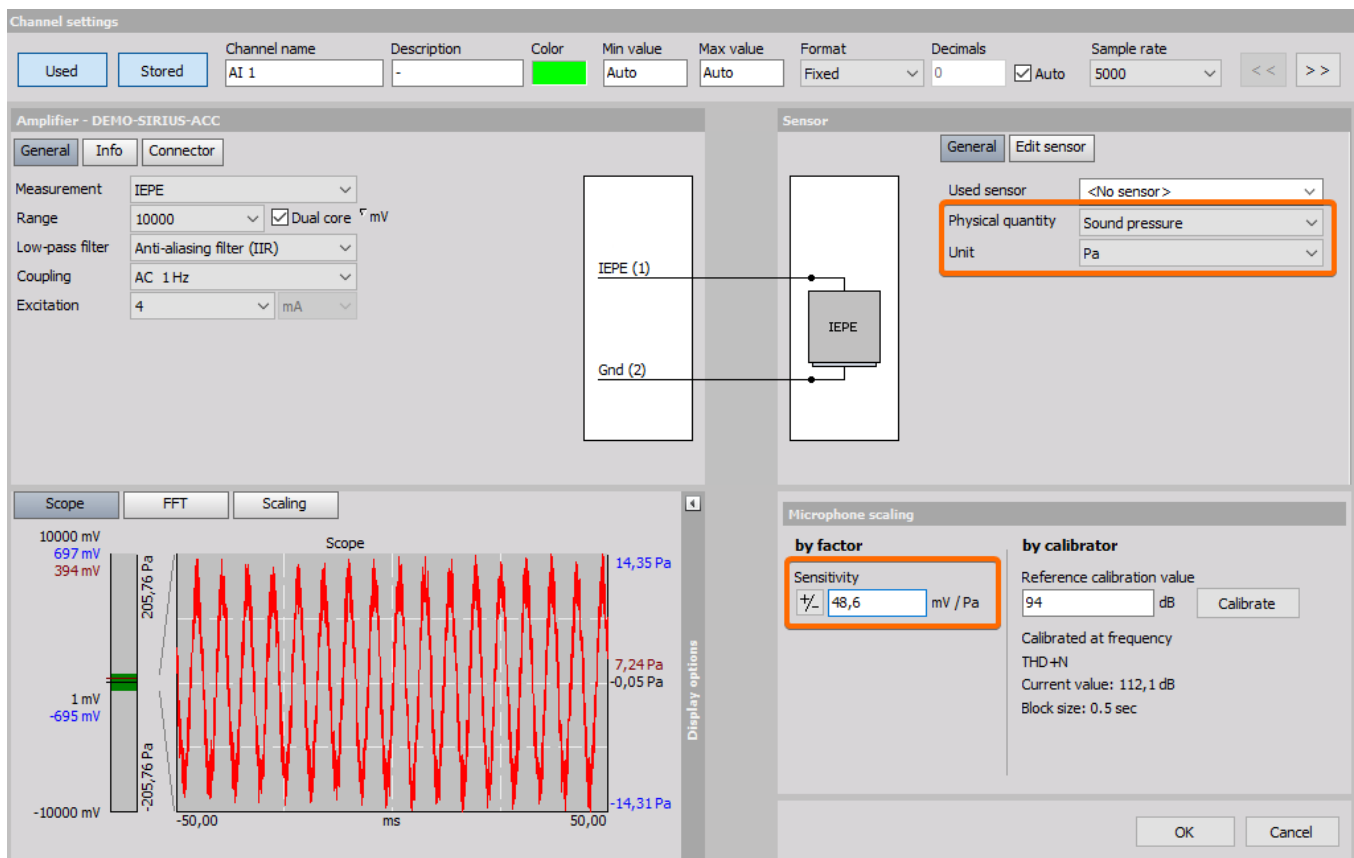 Channel settings
Used
Stored
Channel name
AI 1
Description
-
Color
Min value
Auto
Max value
Auto
Format
Fixed
Decimals
0
Auto
Sample rate
5000
<<
>>
Amplifier - DEMO-SIRIUS-ACC
General
Info
Connector
Measurement
IEPE
Range
10000
Dual core
mV
Low-pass filter
Anti-aliasing filter (IIR)
Coupling
AC 1 Hz
Excitation
4
mA
IEPE (1)
Gnd (2)
Sensor
General
Edit sensor
Used sensor
<No sensor>
Physical quantity
Sound pressure
Unit
Pa
IEPE
Scope
FFT
Scaling
10000 mV
697 mV
394 mV
1 mV
-695 mV
-10000 mV
205,76 Pa
-205,76 Pa
Scope
14,35 Pa
7,24 Pa
-0,05 Pa
-14,31 Pa
-50,00
ms
50,00
Display options
Microphone scaling
by factor
Sensitivity
+/-
48,6
mV / Pa
by calibrator
Reference calibration value
94
dB
Calibrate
Calibrated at frequency
THD+N
Current value: 112,1 dB
Block size: 0.5 sec
OK
Cancel